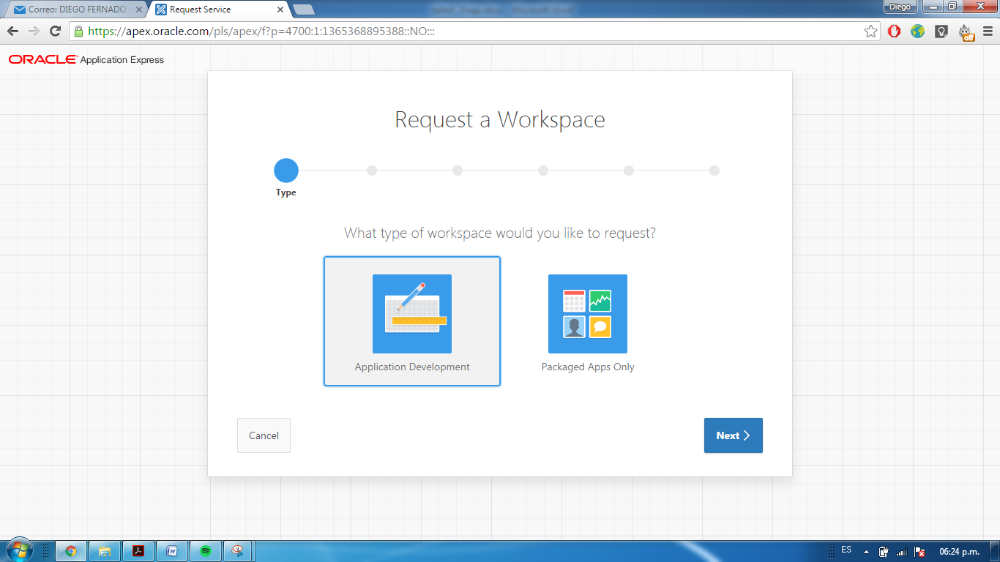 Correo: DIEGO FERNADO
Request Service
Diego
https://apex.oracle.com/pls/apex/f?p=4700:1:1365368895388::NO:::
off
ORACLE Application Express
Request a Workspace
Type
What type of workspace would you like to request?
Application Development
Packaged Apps Only
Cancel
Next
ES
06:24 p.m.